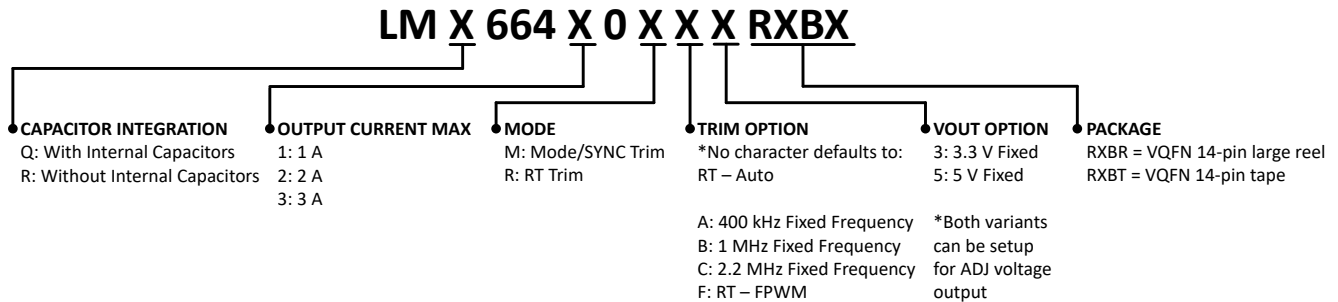 LM X 664 X 0 X X X RXBX
CAPACITOR INTEGRATION
Q: With Internal Capacitors
R: Without Internal Capacitors
OUTPUT CURRENT MAX
1: 1 A
2: 2 A
3: 3 A
MODE
M: Mode/SYNC Trim
R: RT Trim
TRIM OPTION
*No character defaults to:
RT – Auto
A: 400 kHz Fixed Frequency
B: 1 MHz Fixed Frequency
C: 2.2 MHz Fixed Frequency
F: RT – FPWM
VOUT OPTION
3: 3.3 V Fixed
5: 5 V Fixed
*Both variants
can be setup
for ADJ voltage
output
PACKAGE
RXBR = VQFN 14-pin large reel
RXBT = VQFN 14-pin tape